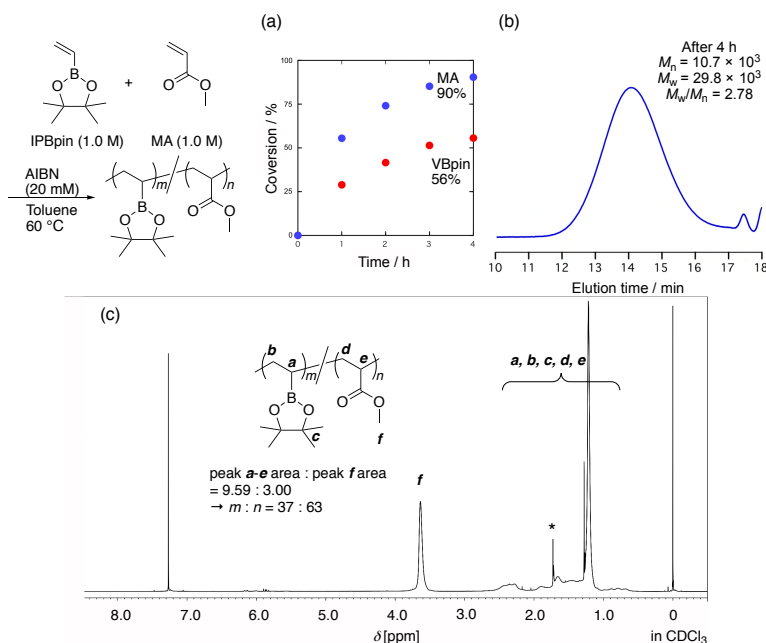 (a)
(b)
B
O O
+
O
O
IPBpin (1.0 M)
MA (1.0 M)
AIBN
(20 mM)
Toluene
60 °C
m
n
B
O O
O
O
Coversion / %
100
75
50
25
0
MA
90%
VBpin
56%
0 1 2 3 4
Time / h
After 4 h
Mn = 10.7 × 10³
Mw = 29.8 × 10³
Mw/Mn = 2.78
10 11 12 13 14 15 16 17 18
Elution time / min
(c)
b
a
d
e
m
n
B
O O
O
O
c
f
peak a-e area : peak f area
= 9.59 : 3.00
→ m : n = 37 : 63
f
a, b, c, d, e
*
8.0 7.0 6.0 5.0 4.0 3.0 2.0 1.0 0
δ [ppm]
in CDCl₃